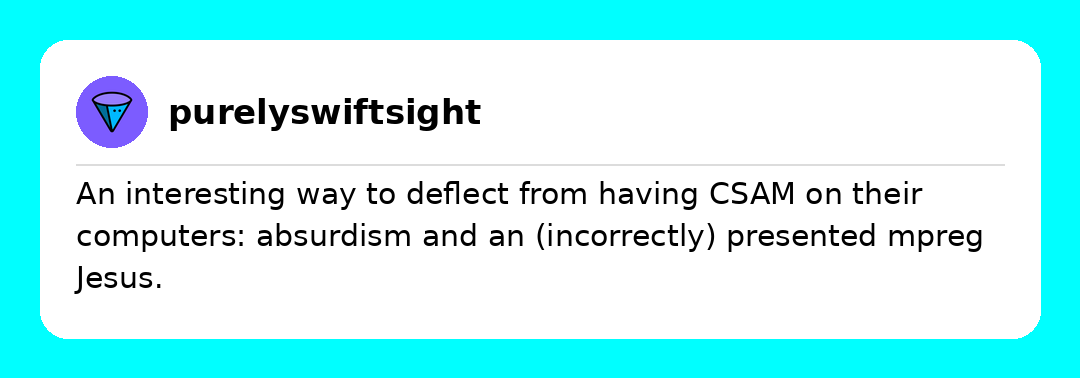 purelyswiftsight
An interesting way to deflect from having CSAM on their
computers: absurdism and an (incorrectly) presented mpreg
Jesus.